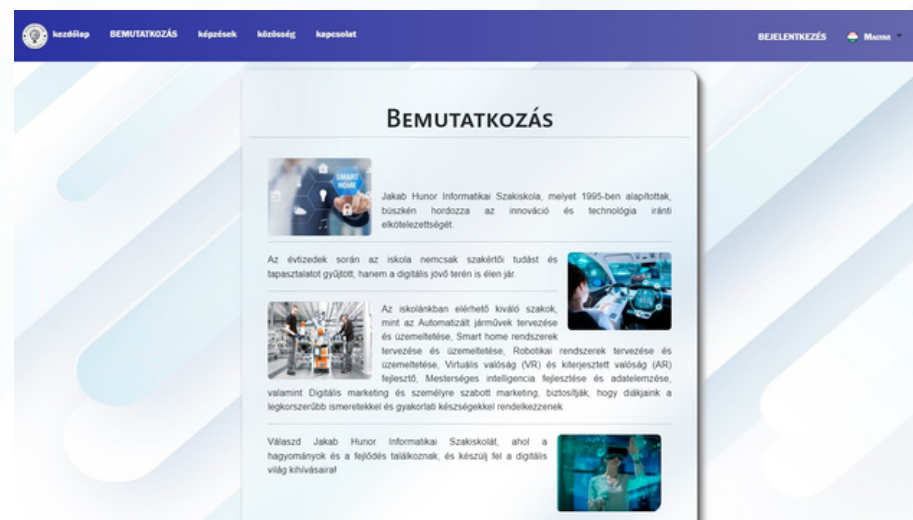 kezdőlap BEMUTATKOZÁS képzések közösség kapcsolat BEJELENTKEZÉS Magyar
Bemutatkozás
SMART
HOME
Jakab Hunor Informatikai Szakiskola, melyet 1995-ben alapítottak,
büszkén hordozza az innováció és technológia iránti
elkötelezettségét.
Az évtizedek során az iskola nemcsak szakértői tudást és
tapasztalatot gyűjtött, hanem a digitális jövő terén is élen jár.
Az iskolánkban elérhető kiváló szakok,
mint az Automatizált járművek tervezése
és üzemeltetése, Smart home rendszerek
tervezése és üzemeltetése, Robotikai rendszerek tervezése és
üzemeltetése, Virtuális valóság (VR) és kiterjesztett valóság (AR)
fejlesztő, Mesterséges intelligencia fejlesztése és adatelemzése,
valamint Digitális marketing és személyre szabott marketing, biztosítják, hogy diákjaink a
legkorszerűbb ismeretekkel és gyakorlati készségekkel rendelkezzenek
Válaszd Jakab Hunor Informatikai Szakiskolát, ahol a
hagyományok és a fejlődés találkoznak, és készülj fel a digitális
világ kihívásaira!